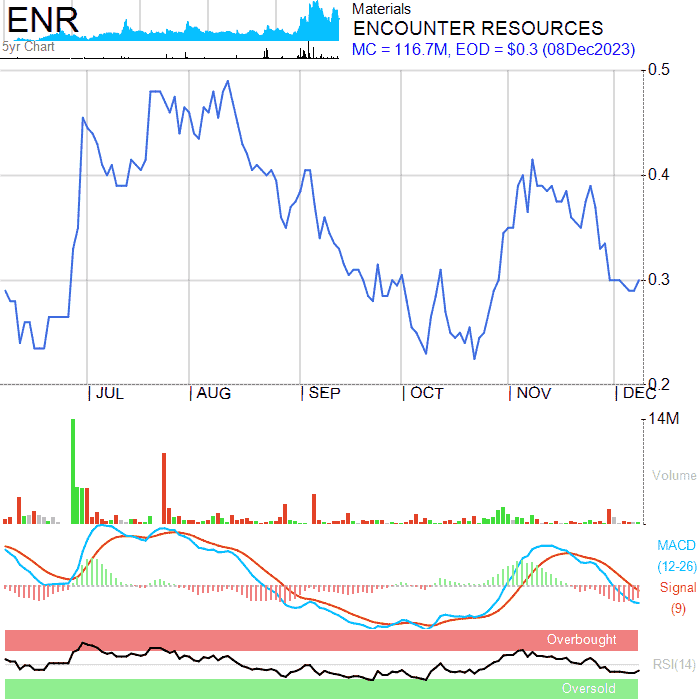 ENR
5yr Chart
Materials
ENCOUNTER RESOURCES
MC = 116.7M, EOD = $0.3 (08Dec2023)
0.5
0.4
0.3
0.2
JUL
AUG
SEP
OCT
NOV
DEC
14M
Volume
MACD
(12-26)
Signal
(9)
Overbought
RSI(14)
Oversold